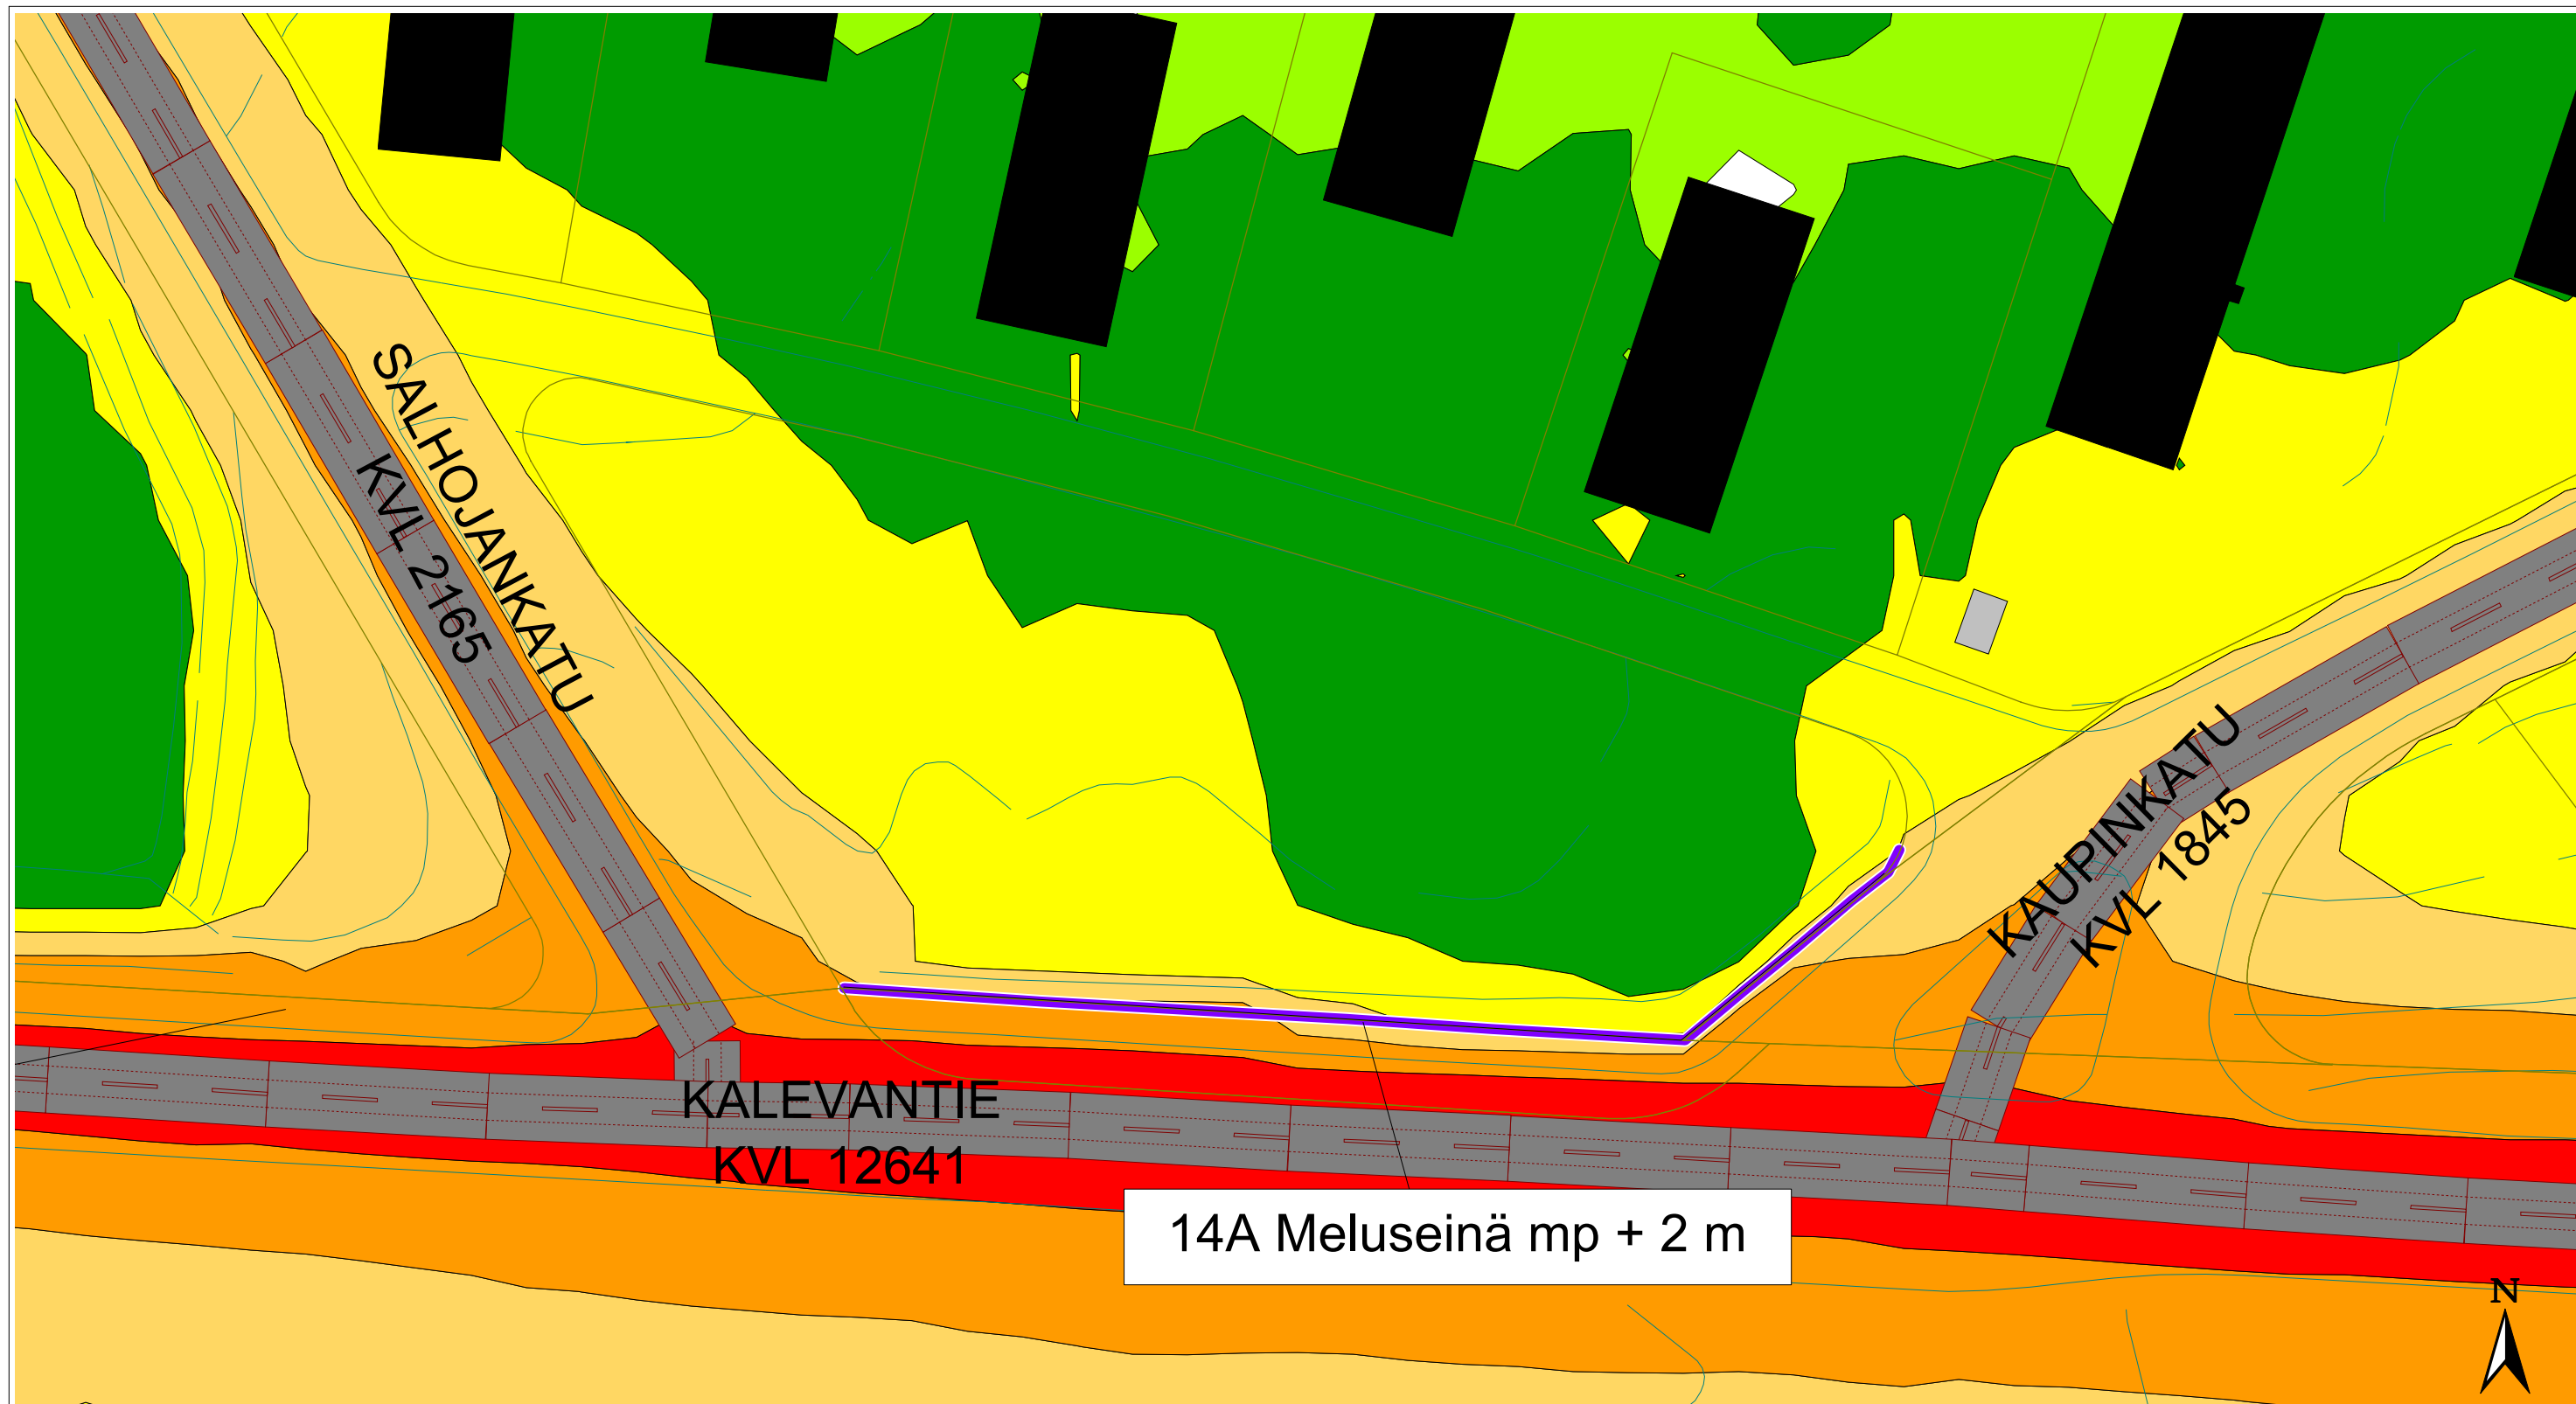 SALHOJANKATU
KVL 2165
KAUPINKATU
KVL 1845
KALEVANTIE
KVL 12641
14A Meluseinä mp + 2 m
N